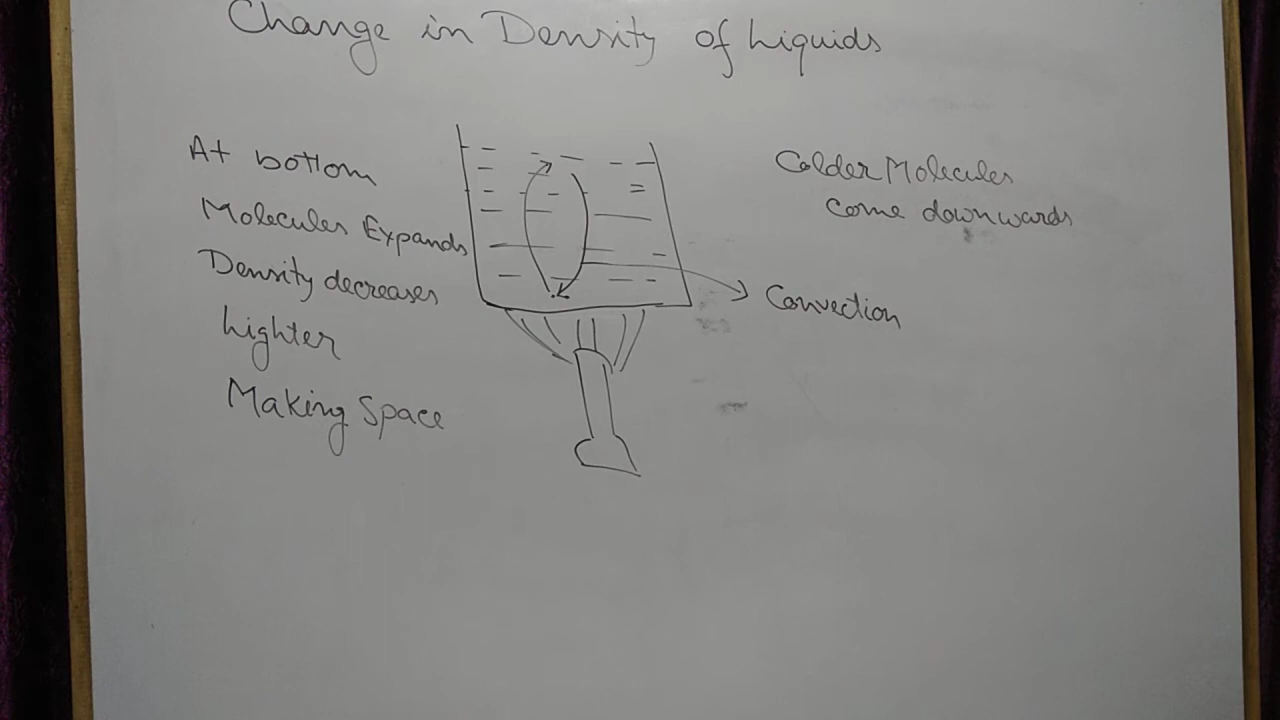 Change in Density of Liquids
At bottom
Molecules Expands
Density decreases
Lighter
Making Space
Colder Molecules
Come downwards
Convection